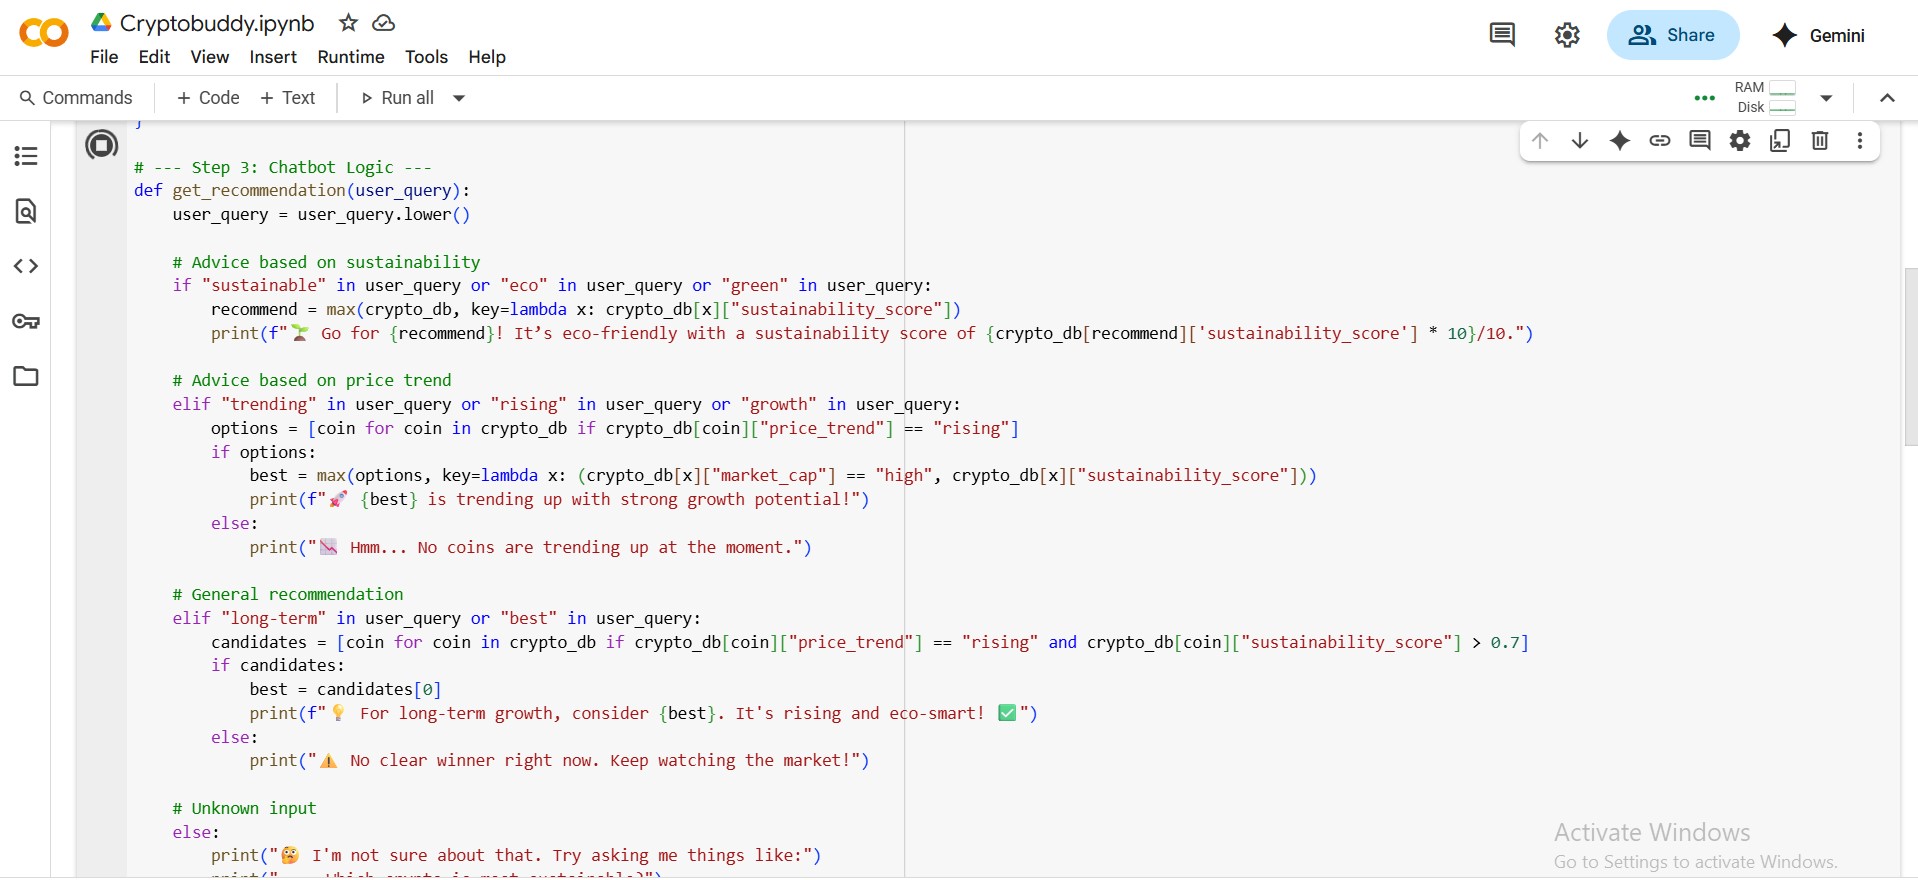 Cryptobuddy.ipynb
File Edit View Insert Runtime Tools Help
Share
Gemini
Commands
+ Code + Text
Run all
RAM
Disk
}
# --- Step 3: Chatbot Logic ---
def get_recommendation(user_query):
    user_query = user_query.lower()
    # Advice based on sustainability
    if "sustainable" in user_query or "eco" in user_query or "green" in user_query:
        recommend = max(crypto_db, key=lambda x: crypto_db[x]["sustainability_score"])
        print(f"🌱 Go for {recommend}! It’s eco-friendly with a sustainability score of {crypto_db[recommend]['sustainability_score'] * 10}/10.")
    # Advice based on price trend
    elif "trending" in user_query or "rising" in user_query or "growth" in user_query:
        options = [coin for coin in crypto_db if crypto_db[coin]["price_trend"] == "rising"]
        if options:
            best = max(options, key=lambda x: (crypto_db[x]["market_cap"] == "high", crypto_db[x]["sustainability_score"]))
            print(f"🚀 {best} is trending up with strong growth potential!")
        else:
            print("📉 Hmm... No coins are trending up at the moment.")
    # General recommendation
    elif "long-term" in user_query or "best" in user_query:
        candidates = [coin for coin in crypto_db if crypto_db[coin]["price_trend"] == "rising" and crypto_db[coin]["sustainability_score"] > 0.7]
        if candidates:
            best = candidates[0]
            print(f"💡 For long-term growth, consider {best}. It's rising and eco-smart! ✅")
        else:
            print("⚠️ No clear winner right now. Keep watching the market!")
    # Unknown input
    else:
        print("🤔 I'm not sure about that. Try asking me things like:")
Activate Windows
Go to Settings to activate Windows.